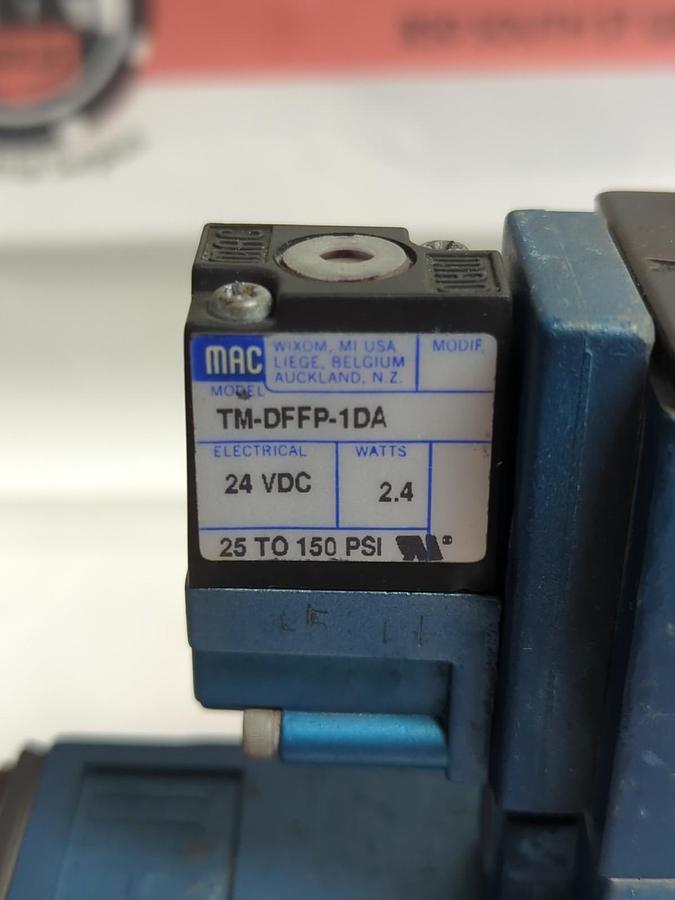 MAC
WIXOM, MI USA
LIEGE, BELGIUM
AUCKLAND, N.Z.
MODIF.
MODEL
TM-DFFP-1DA
ELECTRICAL
WATTS
24 VDC
2.4
25 TO 150 PSI